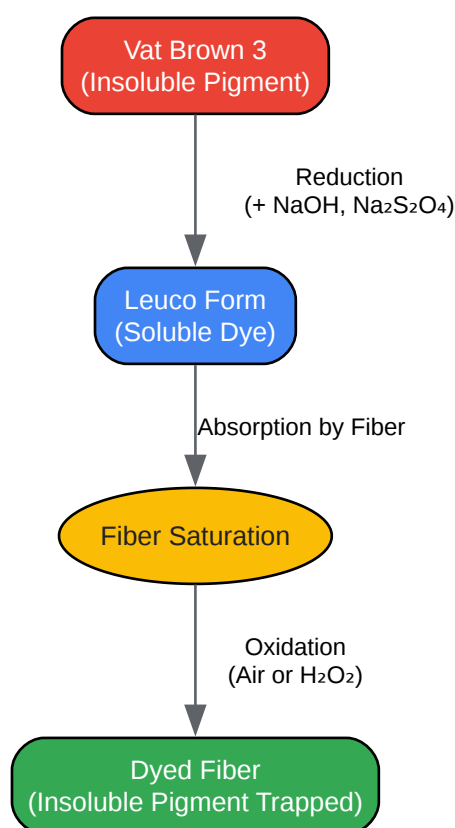 Vat Brown 3
(Insoluble Pigment)
Reduction
(+ NaOH, Na₂S₂O₄)
Leuco Form
(Soluble Dye)
Absorption by Fiber
Fiber Saturation
Oxidation
(Air or H₂O₂)
Dyed Fiber
(Insoluble Pigment Trapped)